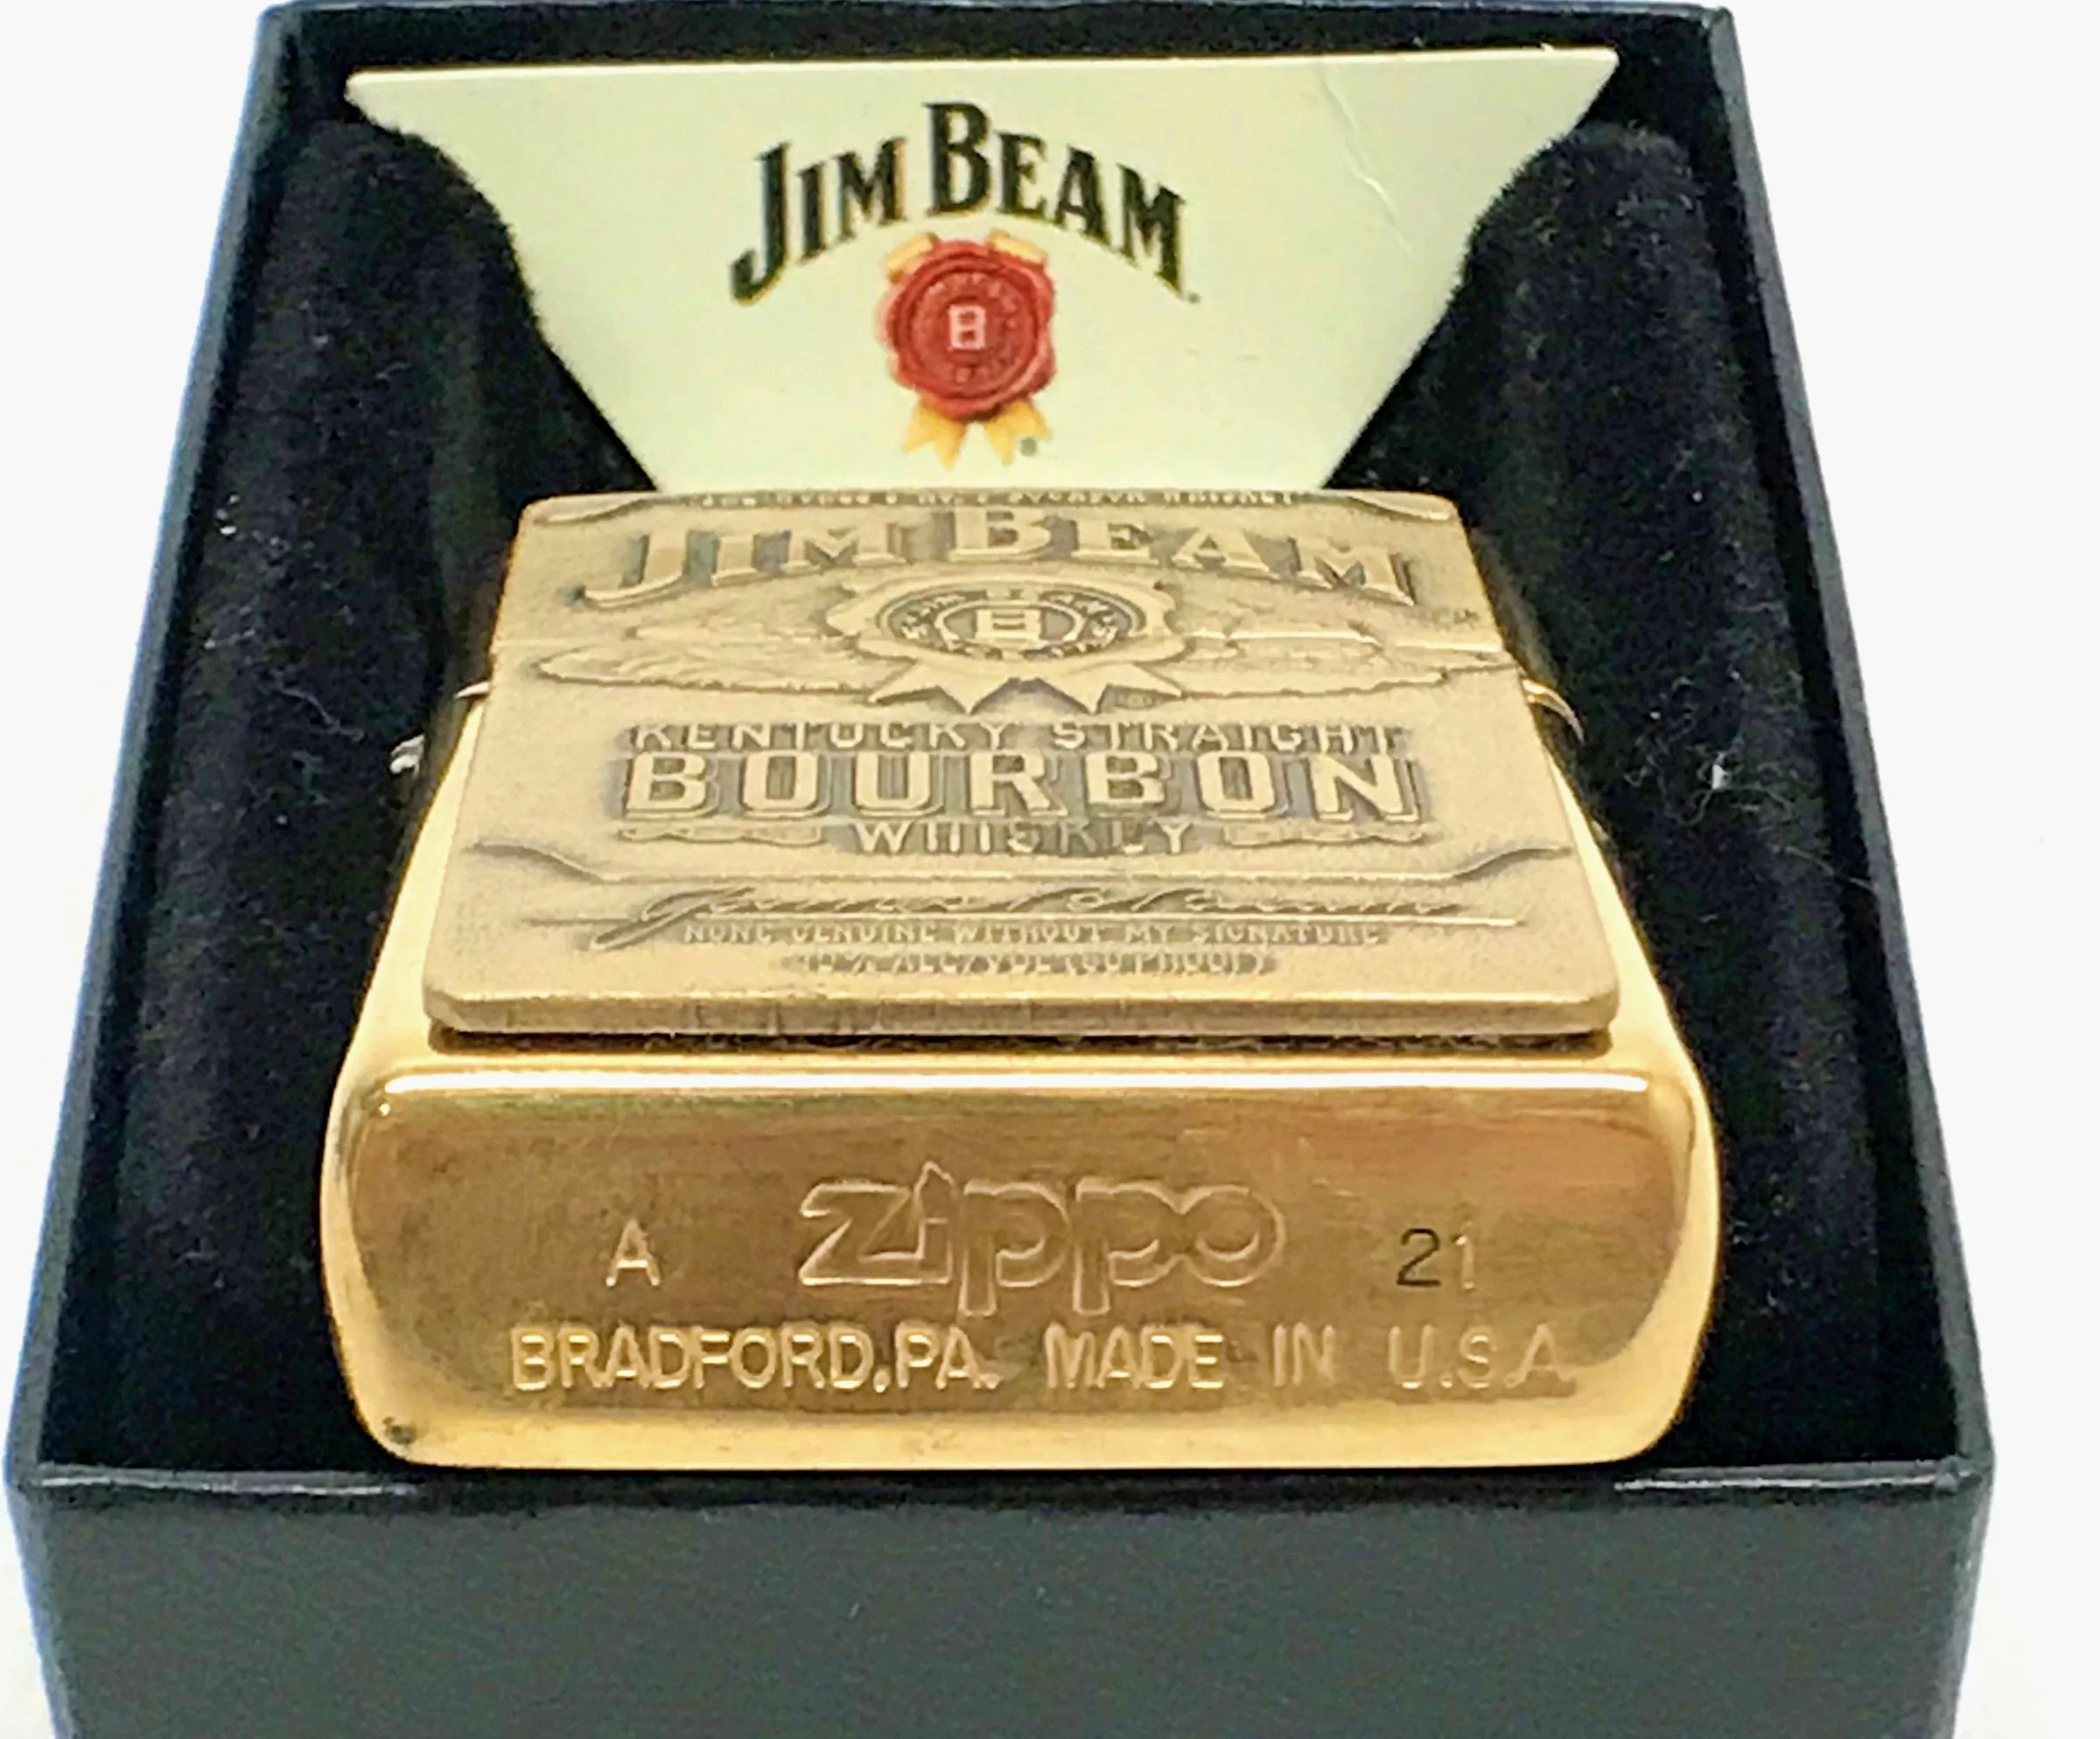 JIM BEAM
B
JIM BEAM
B
KENTUCKY STRAIGHT
BOURBON
WHISKEY
NONE GENUINE WITHOUT MY SIGNATURE
A zippo 21
BRADFORD,PA. MADE IN U.S.A